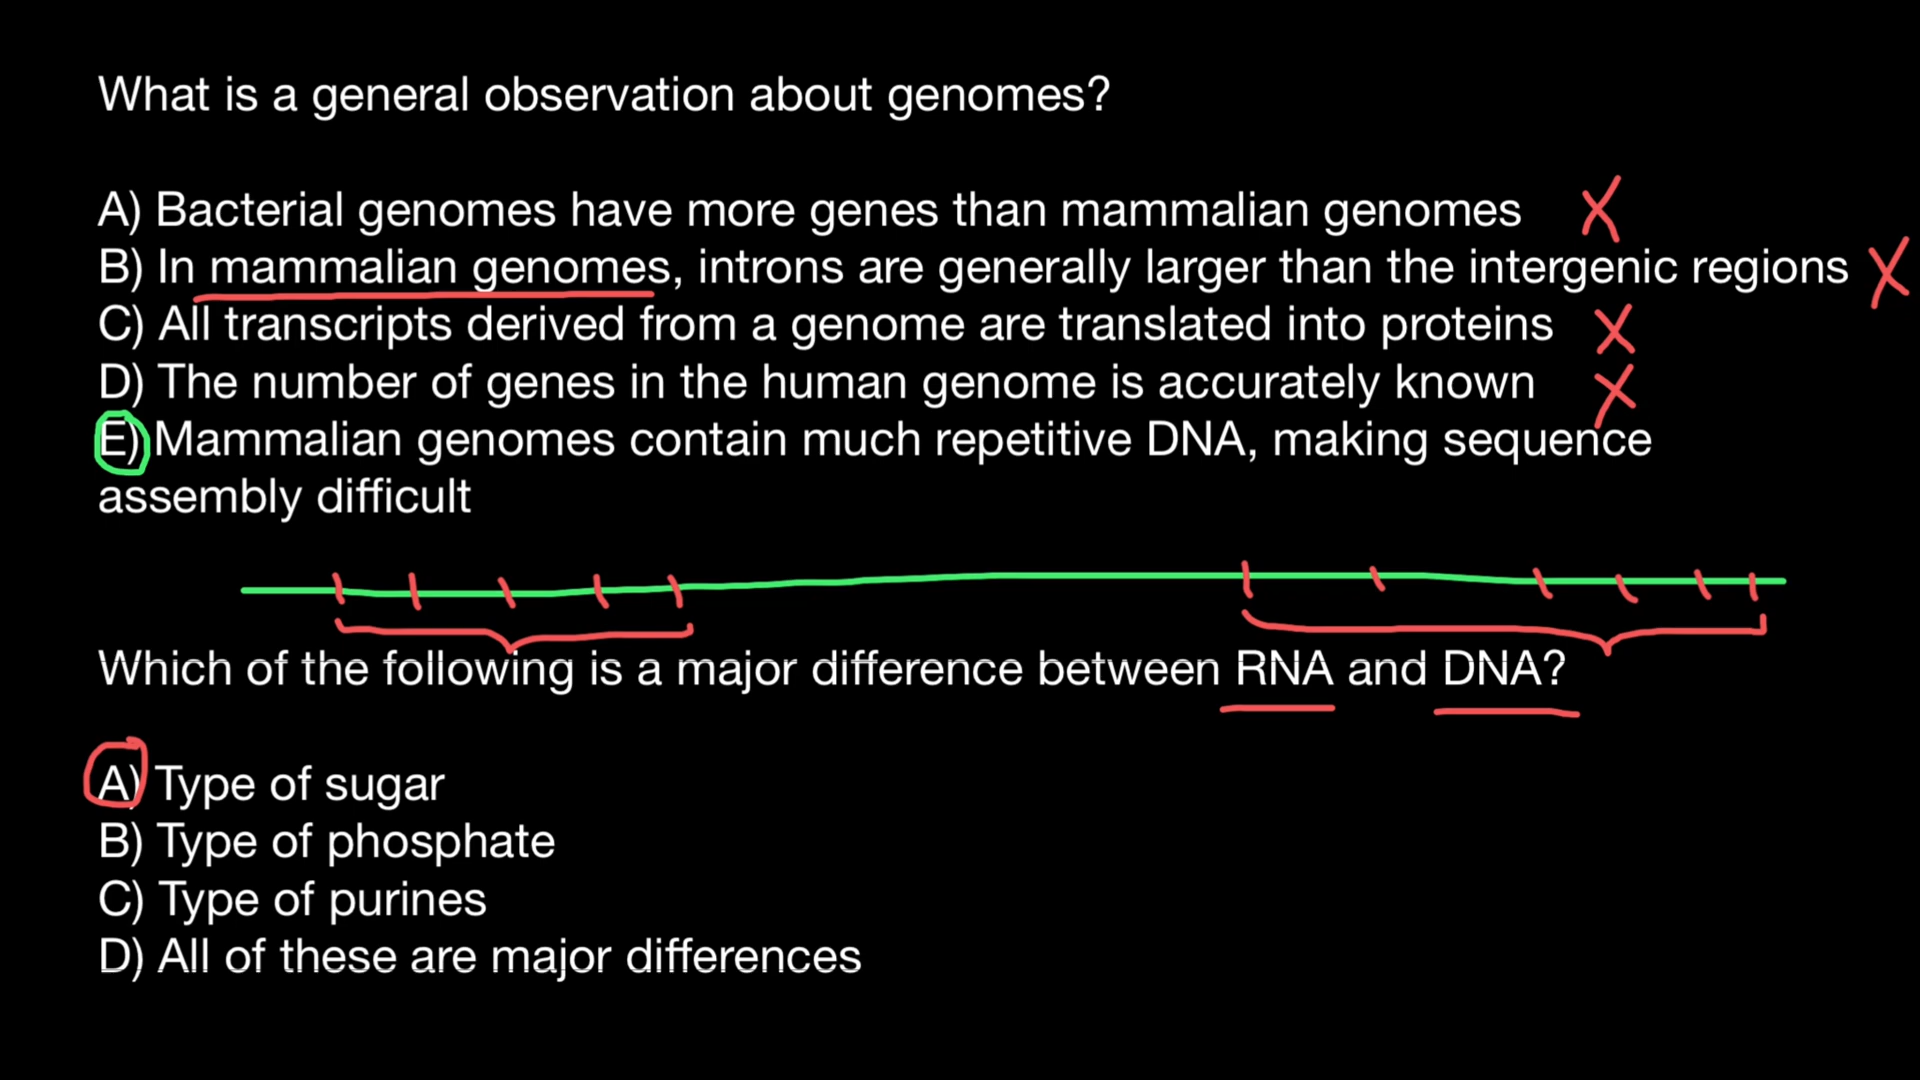 What is a general observation about genomes?
A) Bacterial genomes have more genes than mammalian genomes
B) In mammalian genomes, introns are generally larger than the intergenic regions
C) All transcripts derived from a genome are translated into proteins
D) The number of genes in the human genome is accurately known
E) Mammalian genomes contain much repetitive DNA, making sequence
assembly difficult
Which of the following is a major difference between RNA and DNA?
A) Type of sugar
B) Type of phosphate
C) Type of purines
D) All of these are major differences